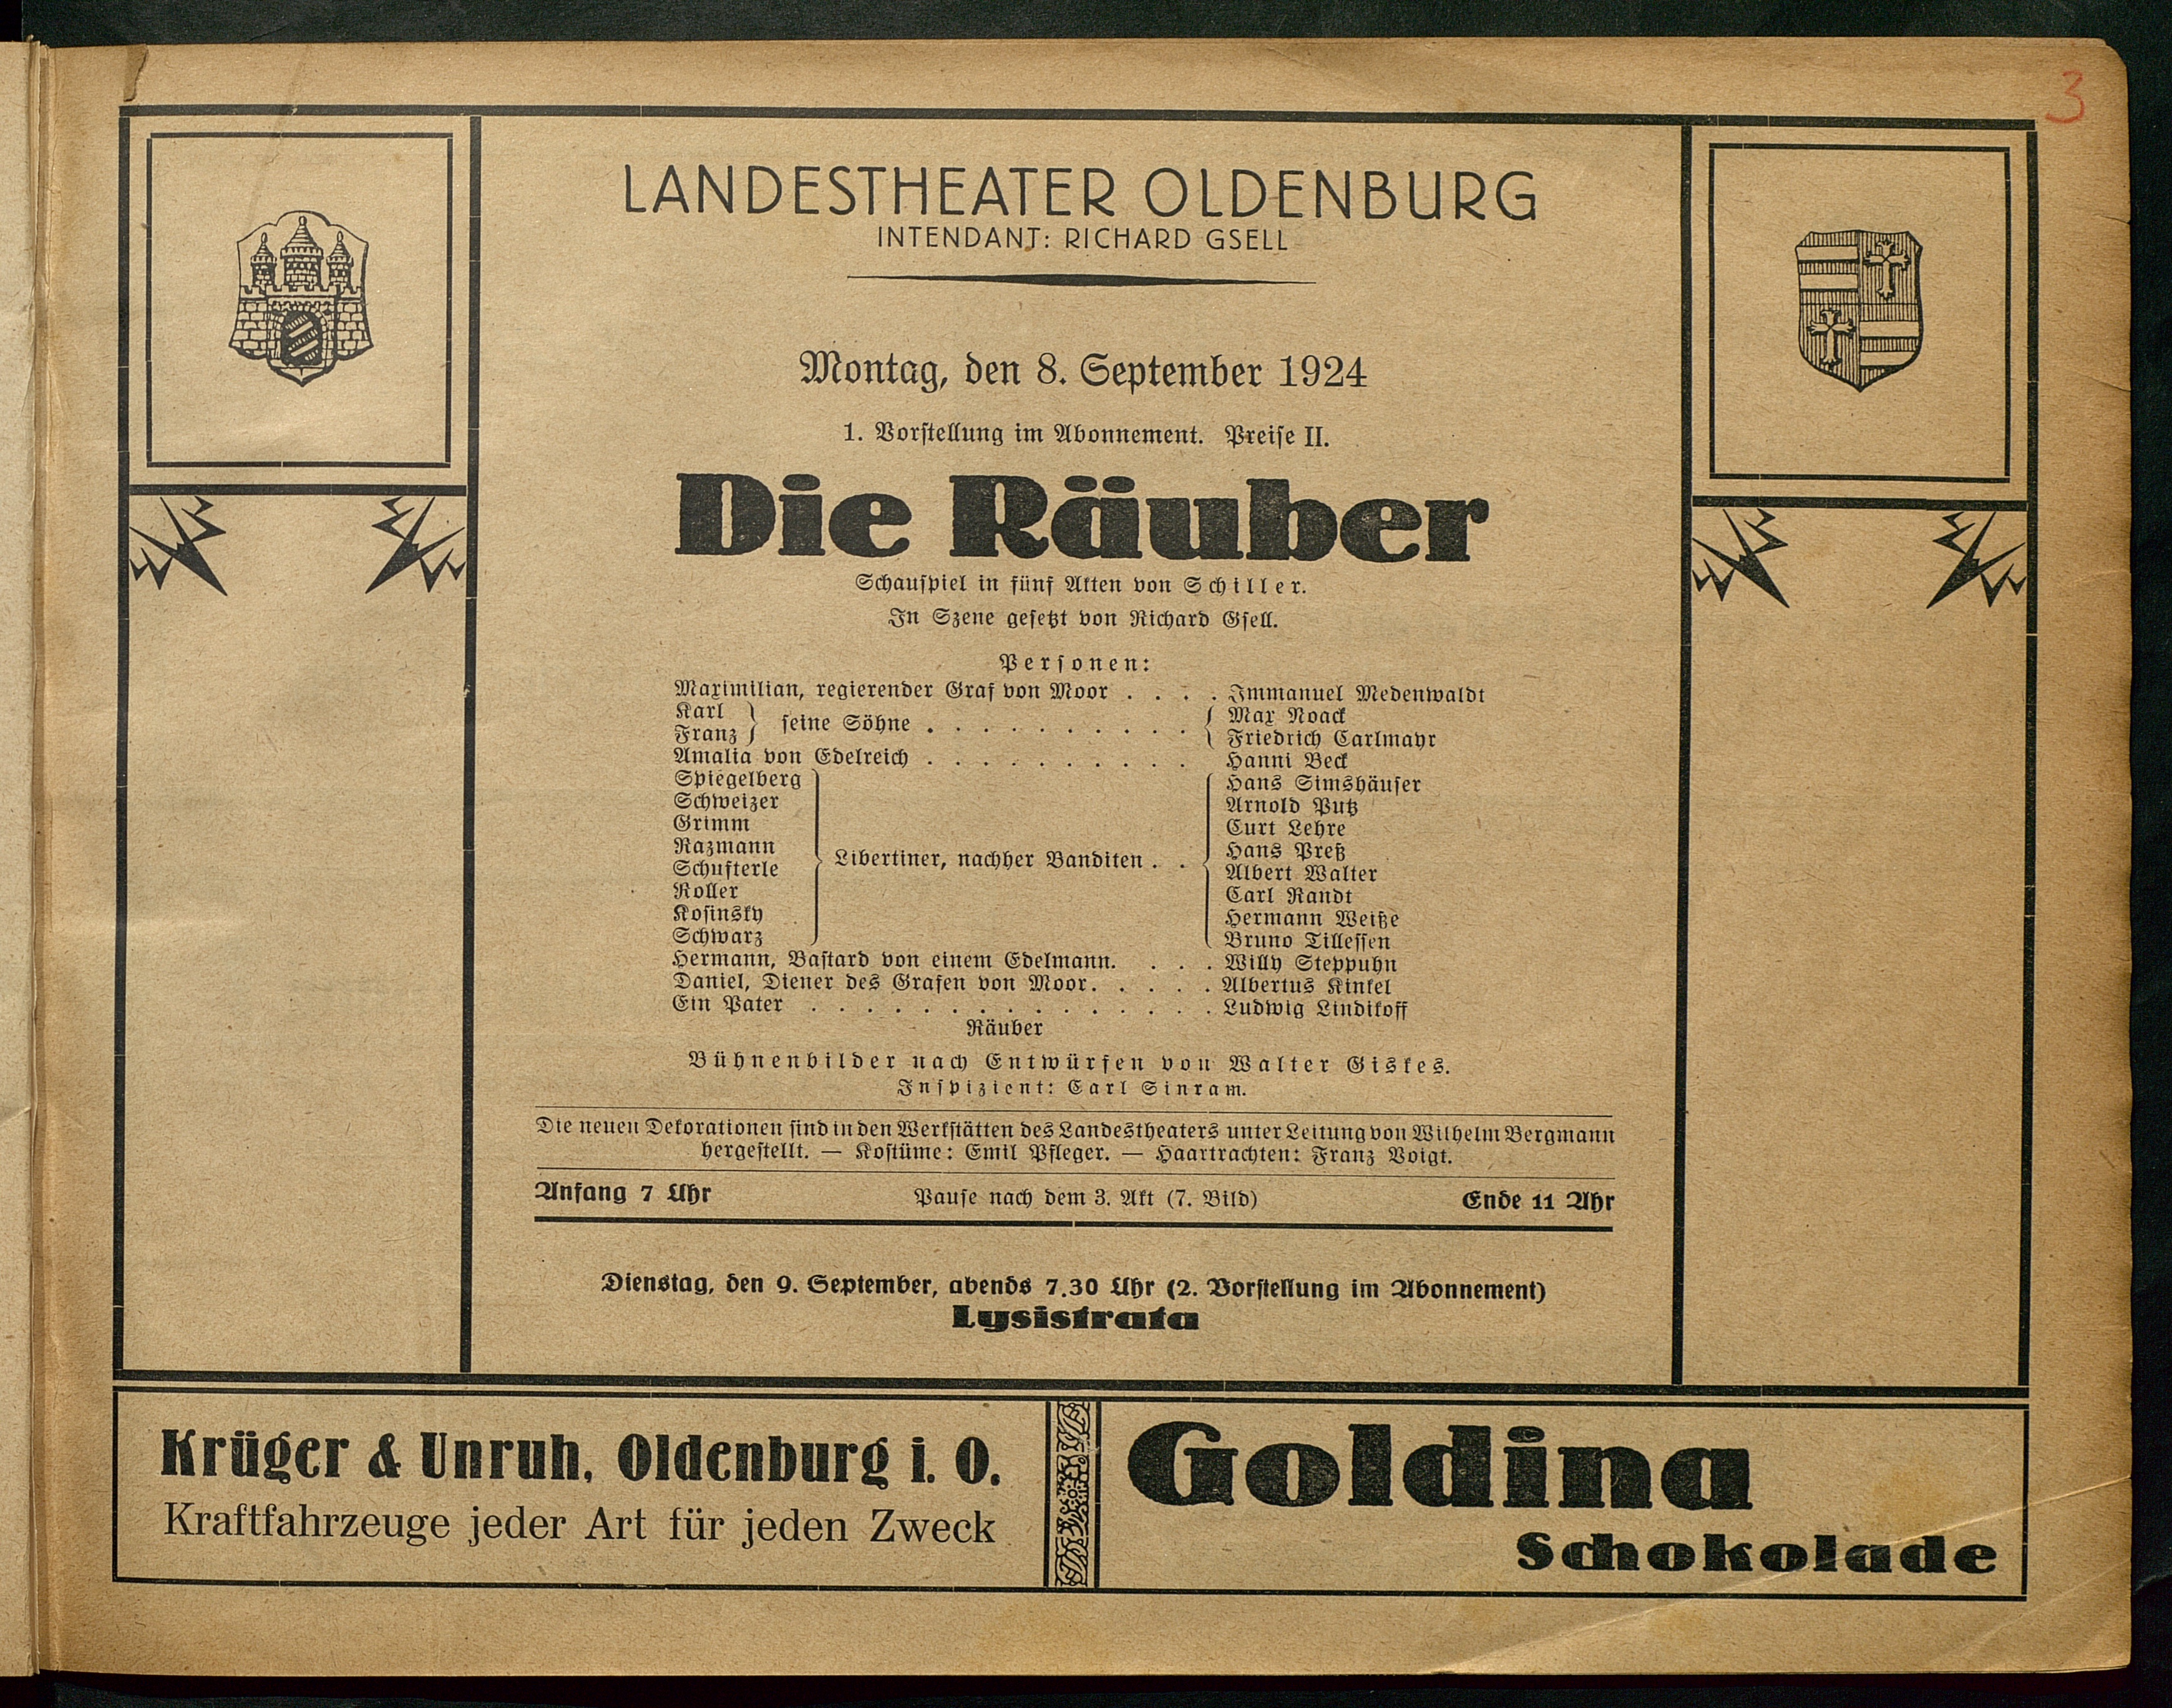 3
LANDESTHEATER OLDENBURG
INTENDANT: RICHARD GSELL
Montag, den 8. September 1924
1. Vorstellung im Abonnement. Preise II.
Die Räuber
Schauspiel in fünf Akten von Schiller.
In Szene gesetzt von Richard Gsell.
Personen:
Maximilian, regierender Graf von Moor . . . . Immanuel Medenwaldt
Karl } seine Söhne . . . . . . . . . . { Max Noack
Franz } { Friedrich Carlmayr
Amalia von Edelreich . . . . . . . . . . Hanni Beck
Spiegelberg Hans Simshäuser
Schweizer Arnold Putz
Grimm Curt Lehre
Razmann Hans Preß
} Libertiner, nachher Banditen . . {
Schufterle Albert Walter
Roller Carl Randt
Kosinsky Hermann Weiße
Schwarz Bruno Tillessen
Hermann, Bastard von einem Edelmann. . . . Willy Steppuhn
Daniel, Diener des Grafen von Moor. . . . . Albertus Kinkel
Ein Pater . . . . . . . . . . . . . . . Ludwig Lindikoff
Räuber
Bühnenbilder nach Entwürfen von Walter Giskes.
Inspizient: Carl Sinram.
Die neuen Dekorationen sind in den Werkstätten des Landestheaters unter Leitung von Wilhelm Bergmann
hergestellt. — Kostüme: Emil Pfleger. — Haartrachten: Franz Voigt.
Anfang 7 Uhr Pause nach dem 3. Akt (7. Bild) Ende 11 Uhr
Dienstag, den 9. September, abends 7.30 Uhr (2. Vorstellung im Abonnement)
Lysistrata
Krüger & Unruh, Oldenburg i. O.
Kraftfahrzeuge jeder Art für jeden Zweck
Goldina
Schokolade